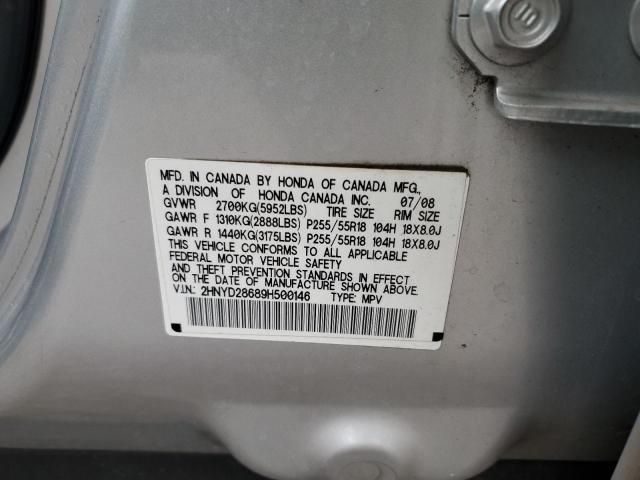 MFD. IN CANADA BY HONDA OF CANADA MFG.,
A DIVISION OF HONDA CANADA INC. 07/08
GVWR 2700KG(5952LBS) TIRE SIZE RIM SIZE
GAWR F 1310KG(2888LBS) P255/55R18 104H 18X8.0J
GAWR R 1440KG(3175LBS) P255/55R18 104H 18X8.0J
THIS VEHICLE CONFORMS TO ALL APPLICABLE
FEDERAL MOTOR VEHICLE SAFETY
AND THEFT PREVENTION STANDARDS IN EFFECT
ON THE DATE OF MANUFACTURE SHOWN ABOVE.
V.I.N: 2HNYD28689H500146 TYPE: MPV